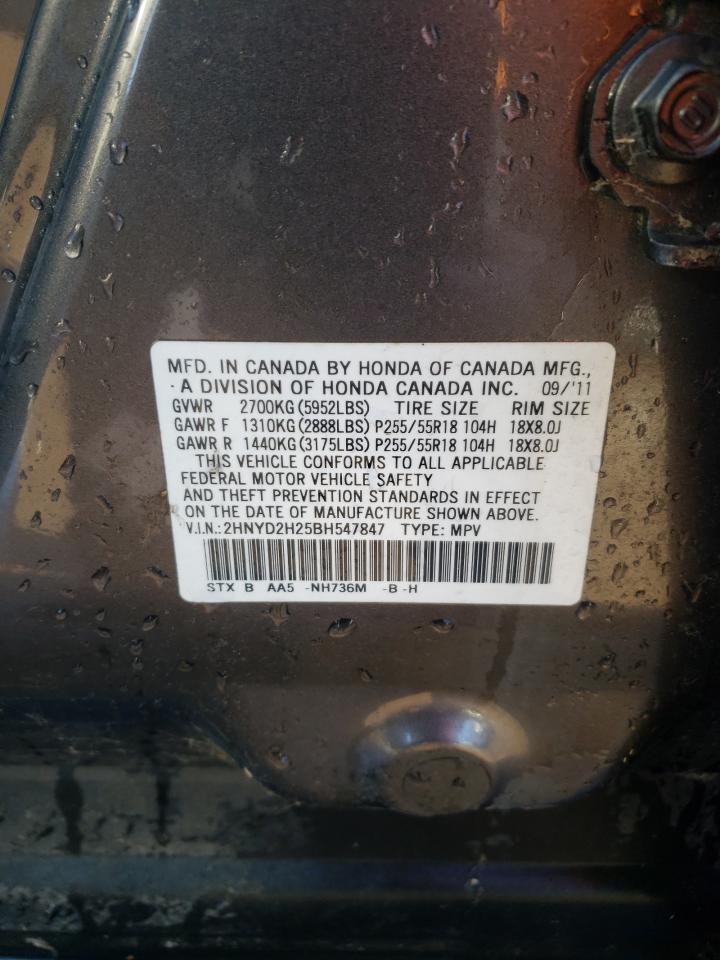 10
MFD. IN CANADA BY HONDA OF CANADA MFG.,
A DIVISION OF HONDA CANADA INC. 09/'11
GVWR 2700KG(5952LBS) TIRE SIZE RIM SIZE
GAWR F 1310KG(2888LBS) P255/55R18 104H 18X8.0J
GAWR R 1440KG(3175LBS) P255/55R18 104H 18X8.0J
THIS VEHICLE CONFORMS TO ALL APPLICABLE
FEDERAL MOTOR VEHICLE SAFETY
AND THEFT PREVENTION STANDARDS IN EFFECT
ON THE DATE OF MANUFACTURE SHOWN ABOVE.
V.I.N.:2HNYD2H25BH547847 TYPE: MPV
STX B AA5 -NH736M -B -H